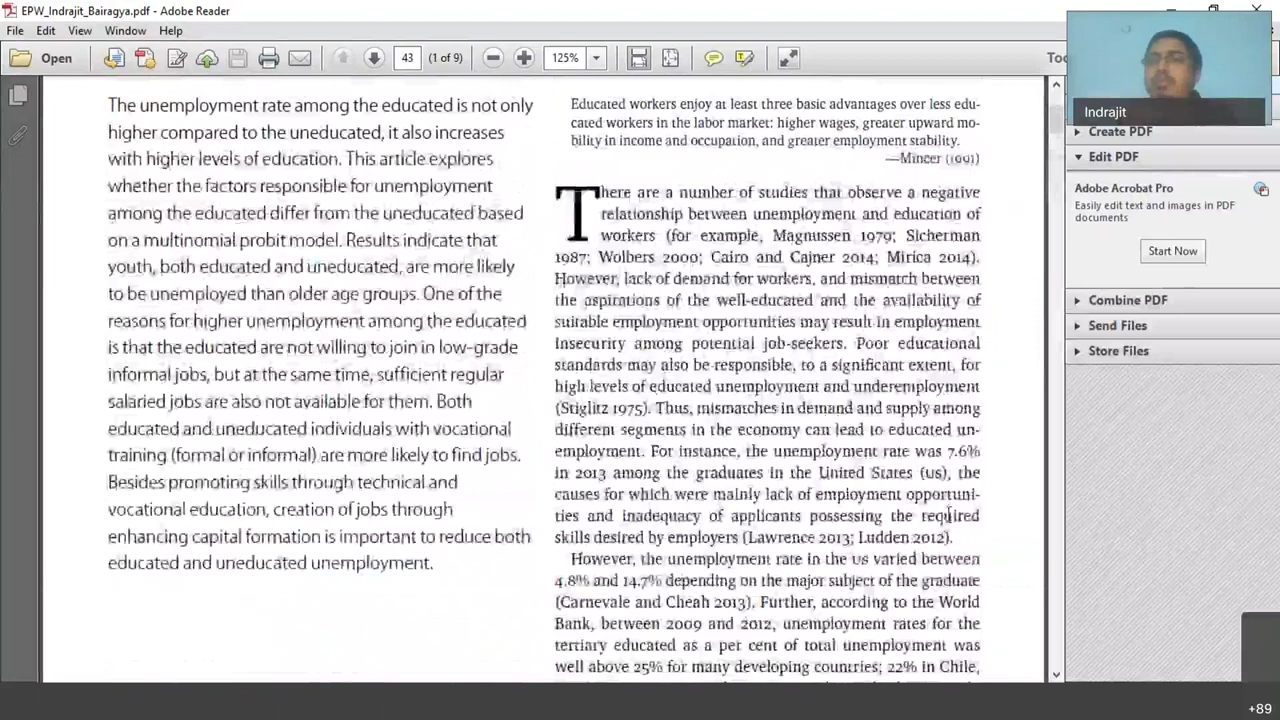 EPW_Indrajit_Bairagya.pdf - Adobe Reader
File Edit View Window Help
Open
43 (1 of 9)
125%
Indrajit
Create PDF
Edit PDF
Adobe Acrobat Pro
Easily edit text and images in PDF
documents
Start Now
Combine PDF
Send Files
Store Files
The unemployment rate among the educated is not only
higher compared to the uneducated, it also increases
with higher levels of education. This article explores
whether the factors responsible for unemployment
among the educated differ from the uneducated based
on a multinomial probit model. Results indicate that
youth, both educated and uneducated, are more likely
to be unemployed than older age groups. One of the
reasons for higher unemployment among the educated
is that the educated are not willing to join in low-grade
informal jobs, but at the same time, sufficient regular
salaried jobs are also not available for them. Both
educated and uneducated individuals with vocational
training (formal or informal) are more likely to find jobs.
Besides promoting skills through technical and
vocational education, creation of jobs through
enhancing capital formation is important to reduce both
educated and uneducated unemployment.
Educated workers enjoy at least three basic advantages over less edu-
cated workers in the labor market: higher wages, greater upward mo-
bility in income and occupation, and greater employment stability.
—Mincer (1991)
There are a number of studies that observe a negative
relationship between unemployment and education of
workers (for example, Magnussen 1979; Sicherman
1987; Wolbers 2000; Cairo and Cajner 2014; Mirica 2014).
However, lack of demand for workers, and mismatch between
the aspirations of the well-educated and the availability of
suitable employment opportunities may result in employment
insecurity among potential job-seekers. Poor educational
standards may also be responsible, to a significant extent, for
high levels of educated unemployment and underemployment
(Stiglitz 1975). Thus, mismatches in demand and supply among
different segments in the economy can lead to educated un-
employment. For instance, the unemployment rate was 7.6%
in 2013 among the graduates in the United States (US), the
causes for which were mainly lack of employment opportuni-
ties and inadequacy of applicants possessing the required
skills desired by employers (Lawrence 2013; Ludden 2012).
However, the unemployment rate in the US varied between
4.8% and 14.7% depending on the major subject of the graduate
(Carnevale and Cheah 2013). Further, according to the World
Bank, between 2009 and 2012, unemployment rates for the
tertiary educated as a per cent of total unemployment was
well above 25% for many developing countries; 22% in Chile,
+89